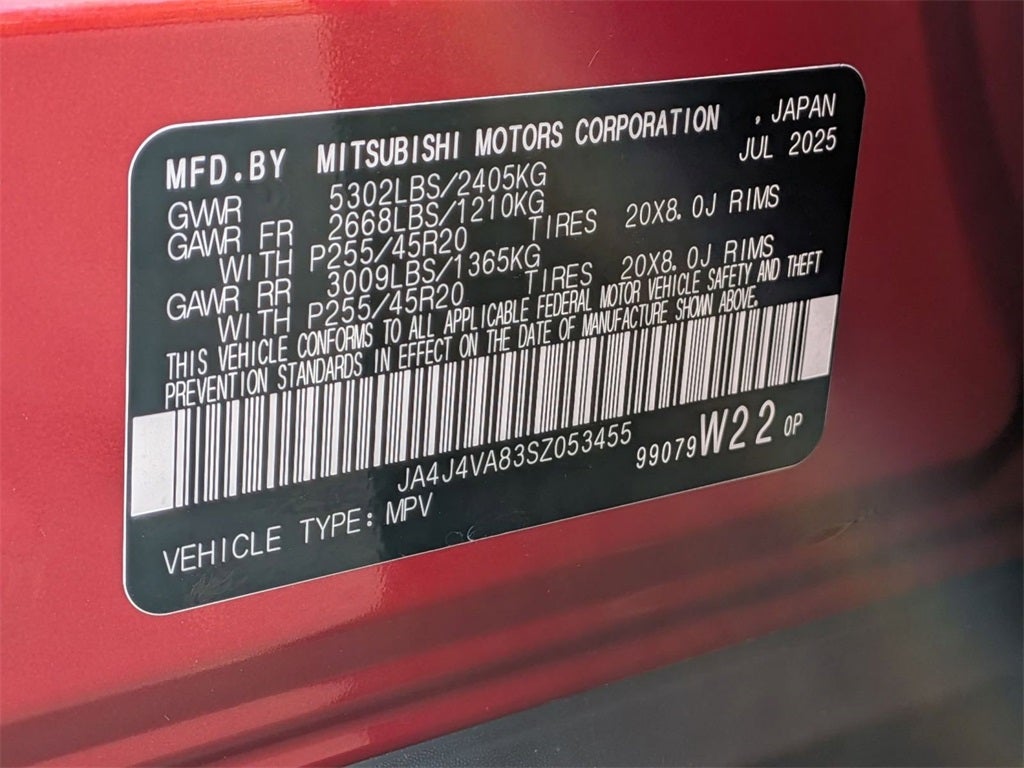 MFD.BY MITSUBISHI MOTORS CORPORATION , JAPAN
JUL 2025
GVWR 5302LBS/2405KG
GAWR FR 2668LBS/1210KG
WITH P255/45R20 TIRES 20X8.0J RIMS
GAWR RR 3009LBS/1365KG
WITH P255/45R20 TIRES 20X8.0J RIMS
THIS VEHICLE CONFORMS TO ALL APPLICABLE FEDERAL MOTOR VEHICLE SAFETY AND THEFT
PREVENTION STANDARDS IN EFFECT ON THE DATE OF MANUFACTURE SHOWN ABOVE.
JA4J4VA83SZ053455
99079 W22 0P
VEHICLE TYPE: MPV